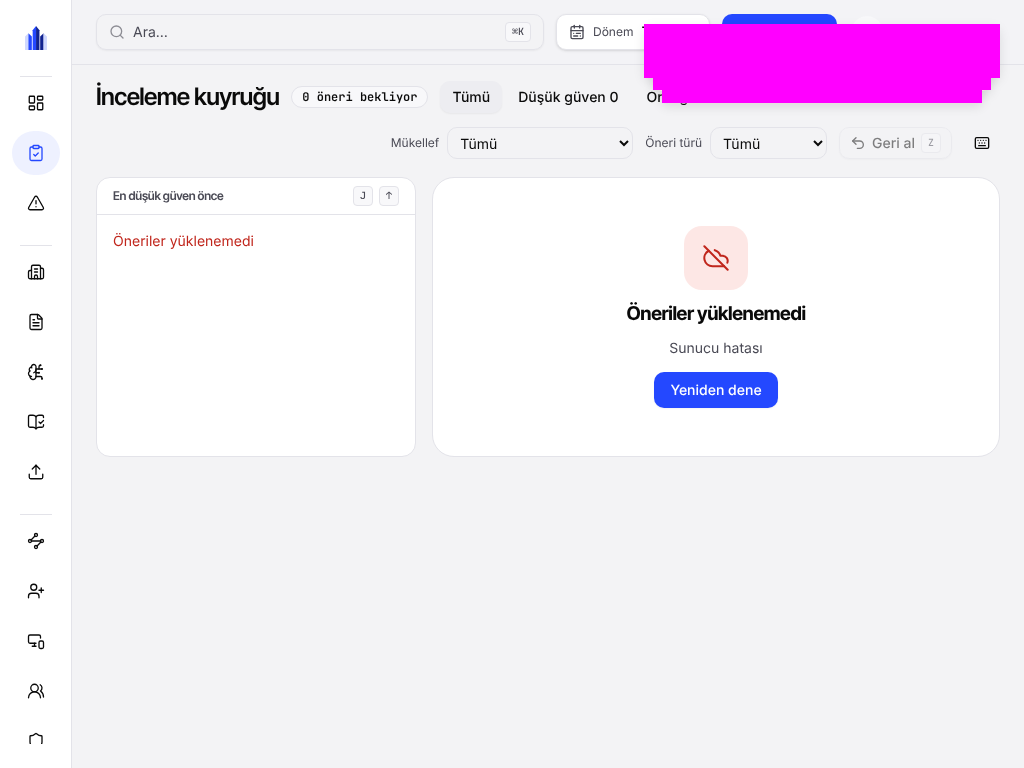 Ara...
⌘K
Dönem
İnceleme kuyruğu
0 öneri bekliyor
Tümü
Düşük güven 0
Mükellef
Tümü
Öneri türü
Tümü
Geri al
Z
En düşük güven önce
J
↑
Öneriler yüklenemedi
Öneriler yüklenemedi
Sunucu hatası
Yeniden dene